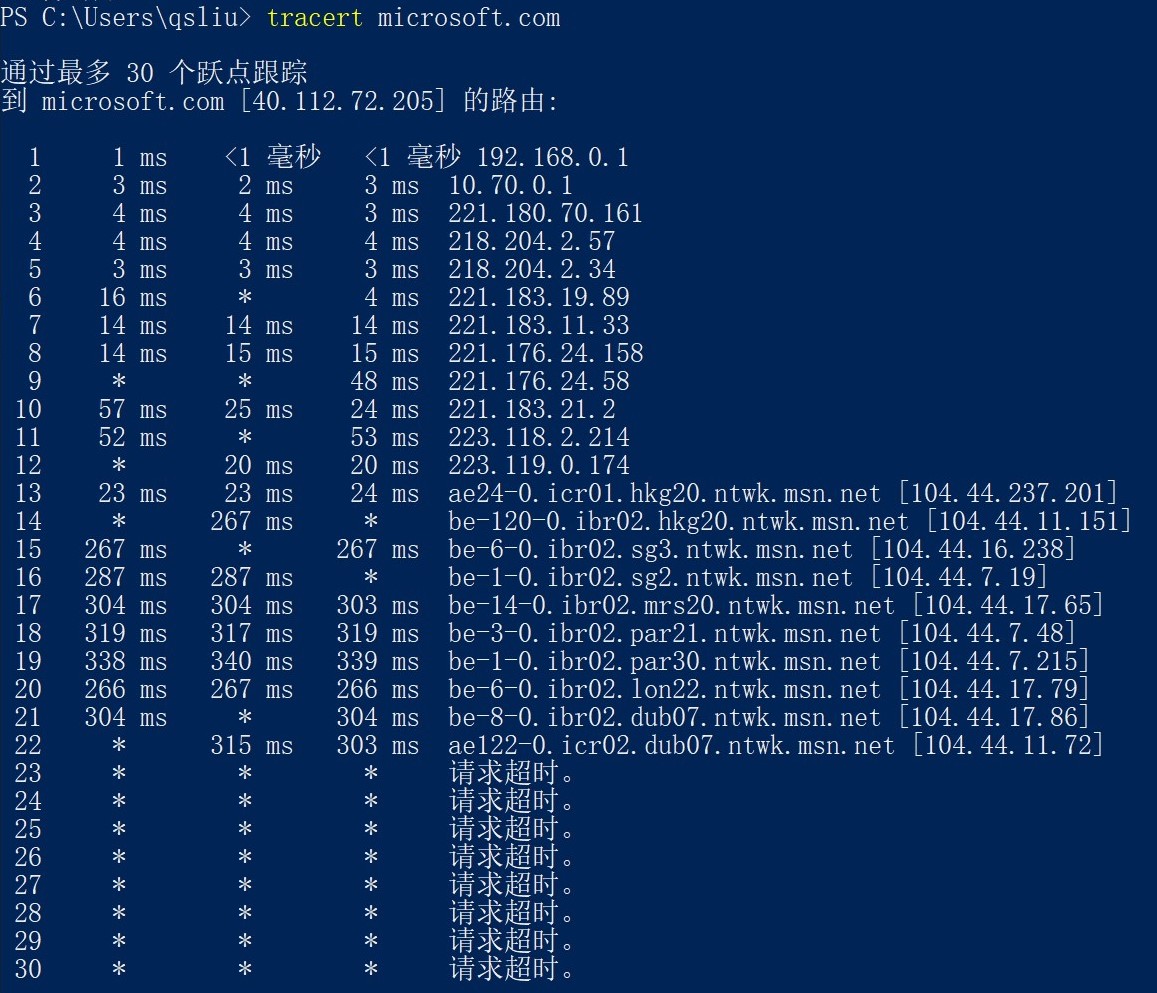 PS C:\Users\qsliu> tracert microsoft.com
通过最多 30 个跃点跟踪
到 microsoft.com [40.112.72.205] 的路由:
1 1 ms <1 毫秒 <1 毫秒 192.168.0.1
2 3 ms 2 ms 3 ms 10.70.0.1
3 4 ms 4 ms 3 ms 221.180.70.161
4 4 ms 4 ms 4 ms 218.204.2.57
5 3 ms 3 ms 3 ms 218.204.2.34
6 16 ms * 4 ms 221.183.19.89
7 14 ms 14 ms 14 ms 221.183.11.33
8 14 ms 15 ms 15 ms 221.176.24.158
9 * * 48 ms 221.176.24.58
10 57 ms 25 ms 24 ms 221.183.21.2
11 52 ms * 53 ms 223.118.2.214
12 * 20 ms 20 ms 223.119.0.174
13 23 ms 23 ms 24 ms ae24-0.icr01.hkg20.ntwk.msn.net [104.44.237.201]
14 * 267 ms * be-120-0.ibr02.hkg20.ntwk.msn.net [104.44.11.151]
15 267 ms * 267 ms be-6-0.ibr02.sg3.ntwk.msn.net [104.44.16.238]
16 287 ms 287 ms * be-1-0.ibr02.sg2.ntwk.msn.net [104.44.7.19]
17 304 ms 304 ms 303 ms be-14-0.ibr02.mrs20.ntwk.msn.net [104.44.17.65]
18 319 ms 317 ms 319 ms be-3-0.ibr02.par21.ntwk.msn.net [104.44.7.48]
19 338 ms 340 ms 339 ms be-1-0.ibr02.par30.ntwk.msn.net [104.44.7.215]
20 266 ms 267 ms 266 ms be-6-0.ibr02.lon22.ntwk.msn.net [104.44.17.79]
21 304 ms * 304 ms be-8-0.ibr02.dub07.ntwk.msn.net [104.44.17.86]
22 * 315 ms 303 ms ae122-0.icr02.dub07.ntwk.msn.net [104.44.11.72]
23 * * * 请求超时。
24 * * * 请求超时。
25 * * * 请求超时。
26 * * * 请求超时。
27 * * * 请求超时。
28 * * * 请求超时。
29 * * * 请求超时。
30 * * * 请求超时。